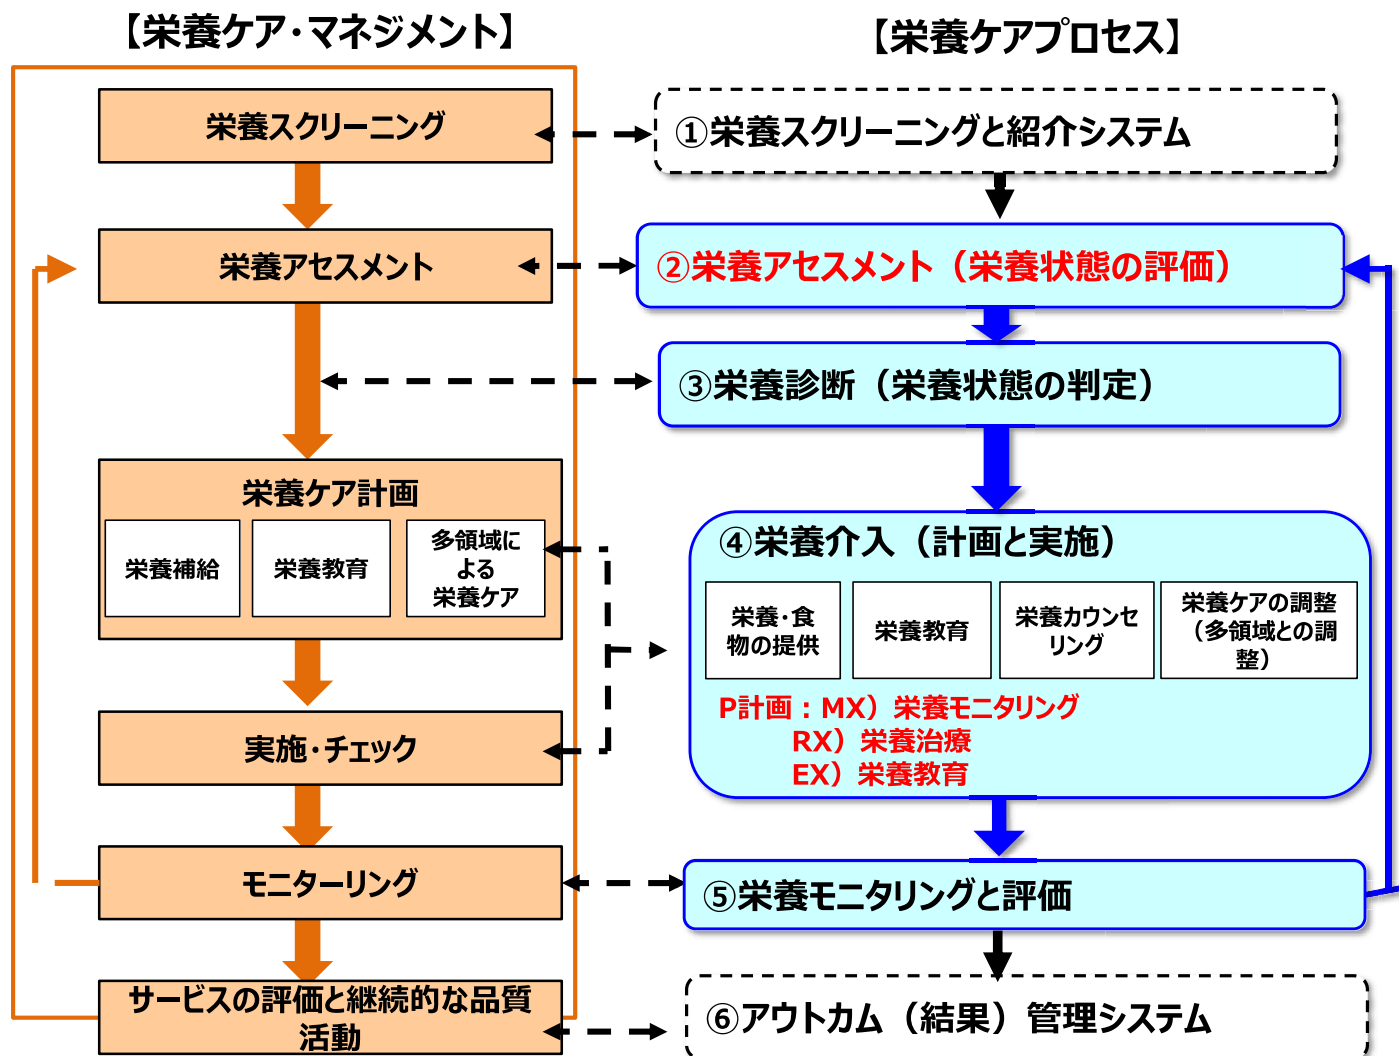 【栄養ケア・マネジメント】
栄養スクリーニング
栄養アセスメント
栄養ケア計画
栄養補給
栄養教育
多領域に
よる
栄養ケア
実施・チェック
モニターリング
サービスの評価と継続的な品質
活動
【栄養ケアプロセス】
①栄養スクリーニングと紹介システム
②栄養アセスメント（栄養状態の評価）
③栄養診断（栄養状態の判定）
④栄養介入（計画と実施）
栄養・食
物の提供
栄養教育
栄養カウンセ
リング
栄養ケアの調整
（多領域との調
整）
P計画：MX）栄養モニタリング
RX）栄養治療
EX）栄養教育
⑤栄養モニタリングと評価
⑥アウトカム（結果）管理システム